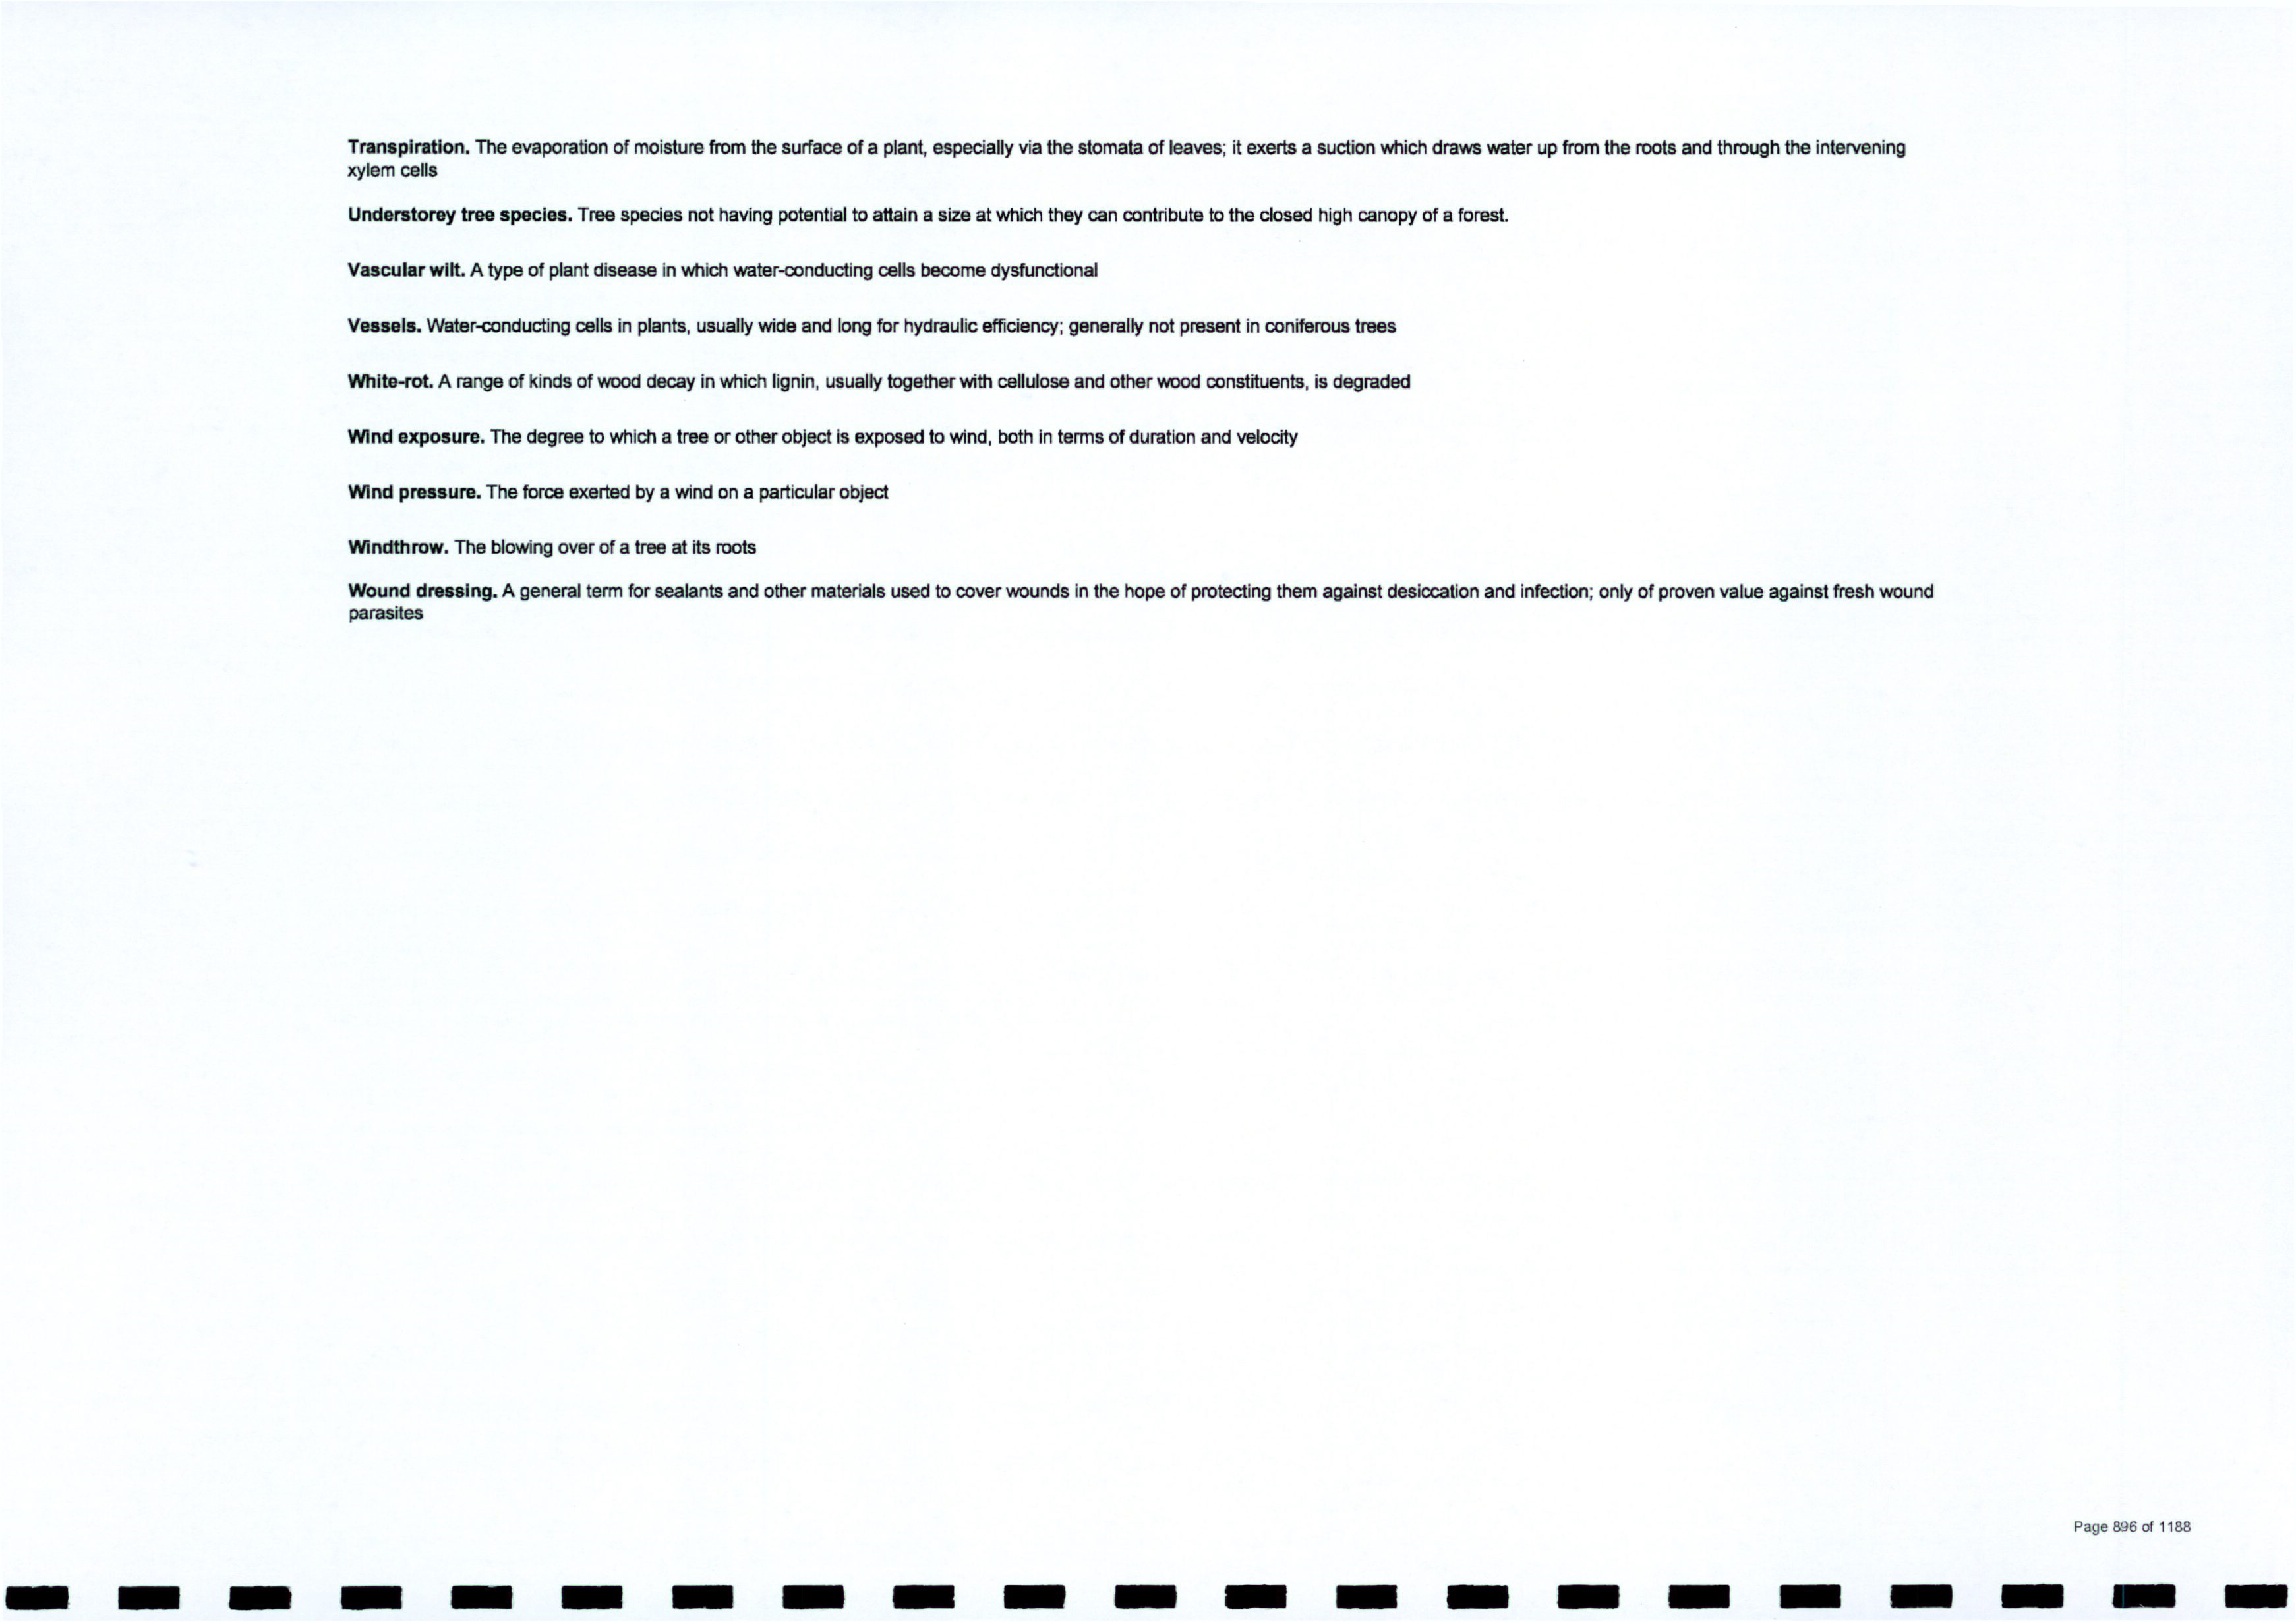 Transpiration. The evaporation of moisture from the surface of a plant, especially via the stomata of leaves; it exerts a suction which draws water up from the roots and through the intervening
xylem cells
Understorey tree species. Tree species not having potential to attain a size at which they can contribute to the closed high canopy of a forest.
Vascular wilt. A type of plant disease in which water-conducting cells become dysfunctional
Vessels. Water-conducting cells in plants, usually wide and long for hydraulic efficiency; generally not present in coniferous trees
White-rot. A range of kinds of wood decay in which lignin, usually together with cellulose and other wood constituents, is degraded
Wind exposure. The degree to which a tree or other object is exposed to wind, both in terms of duration and velocity
Wind pressure. The force exerted by a wind on a particular object
Windthrow. The blowing over of a tree at its roots
Wound dressing. A general term for sealants and other materials used to cover wounds in the hope of protecting them against desiccation and infection; only of proven value against fresh wound
parasites
Page 896 of 1188